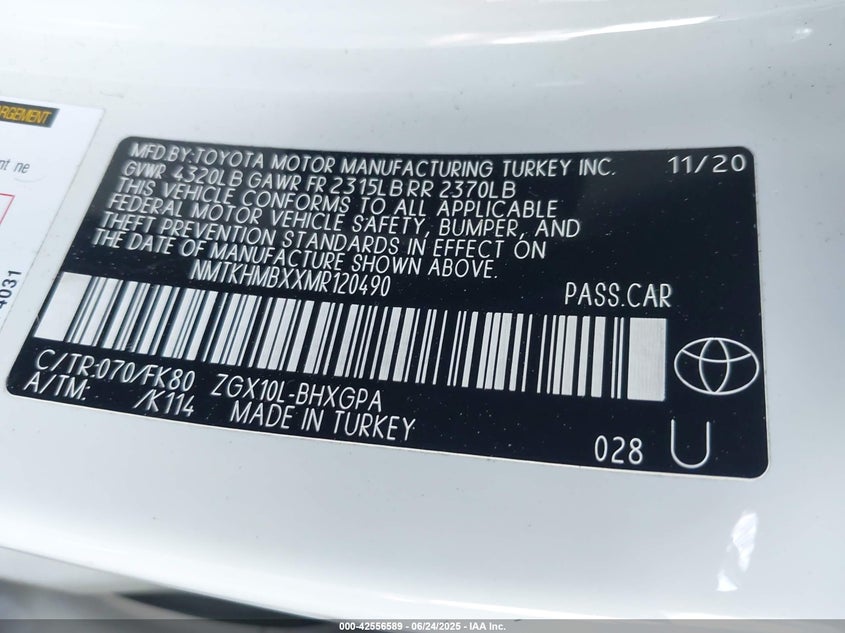 ARGEMENT
nt ne
4031
MFD.BY:TOYOTA MOTOR MANUFACTURING TURKEY INC. 11/20
GVWR 4320LB GAWR FR 2315LB RR 2370LB
THIS VEHICLE CONFORMS TO ALL APPLICABLE
FEDERAL MOTOR VEHICLE SAFETY, BUMPER, AND
THEFT PREVENTION STANDARDS IN EFFECT ON
THE DATE OF MANUFACTURE SHOWN ABOVE.
NMTKHMBXXMR120490 PASS.CAR
C/TR:070/FK80 ZGX10L-BHXGPA
A/TM: /K114 MADE IN TURKEY
028 U
000-42556589 - 06/24/2025 - IAA Inc.